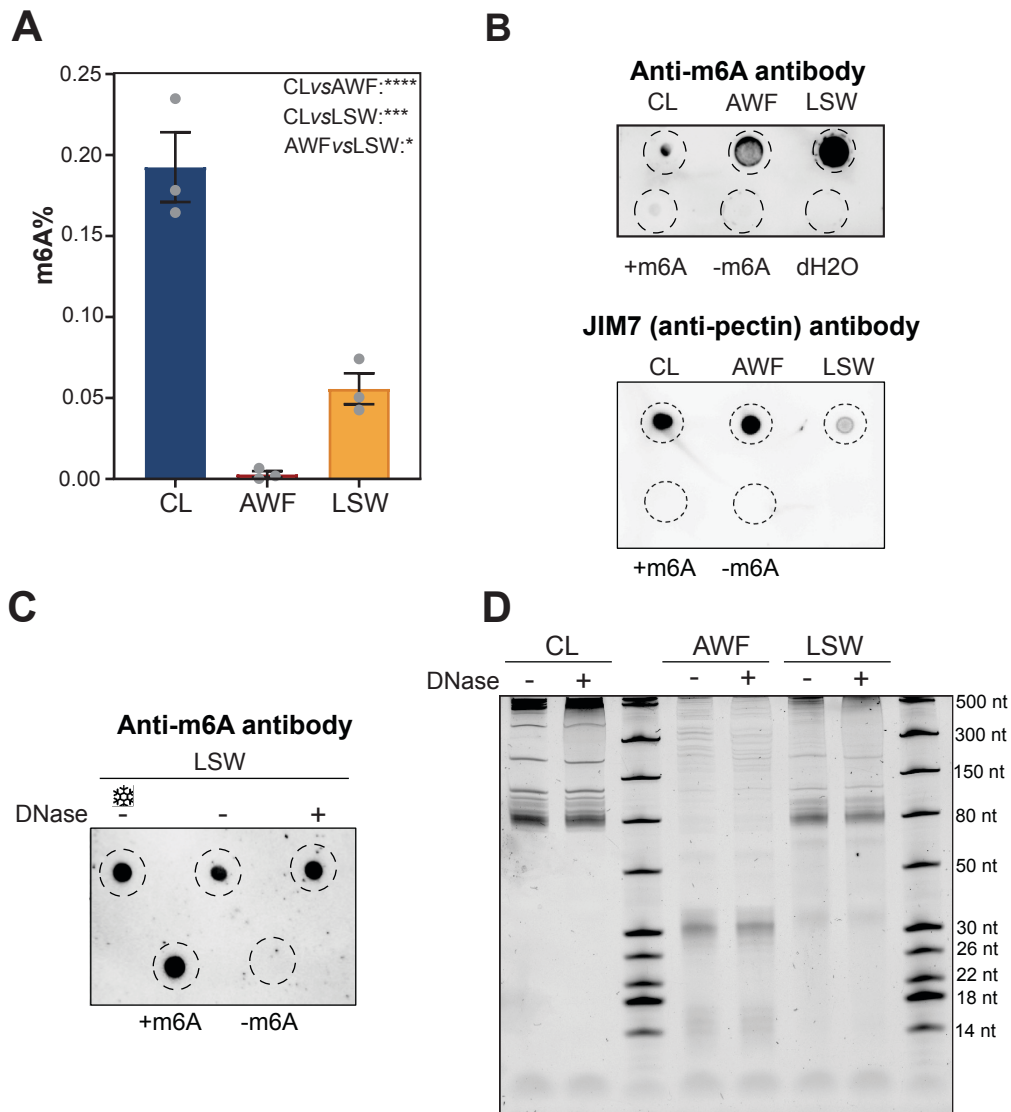 A
0.25
0.20
0.15
0.10
0.05
0.00
m6A%
CLvsAWF:****
CLvsLSW:***
AWFvsLSW:*
CL AWF LSW
B
Anti-m6A antibody
CL AWF LSW
+m6A -m6A dH2O
JIM7 (anti-pectin) antibody
CL AWF LSW
+m6A -m6A
C
Anti-m6A antibody
LSW
DNase - - +
+m6A -m6A
D
CL AWF LSW
DNase - + - + - +
500 nt
300 nt
150 nt
80 nt
50 nt
30 nt
26 nt
22 nt
18 nt
14 nt